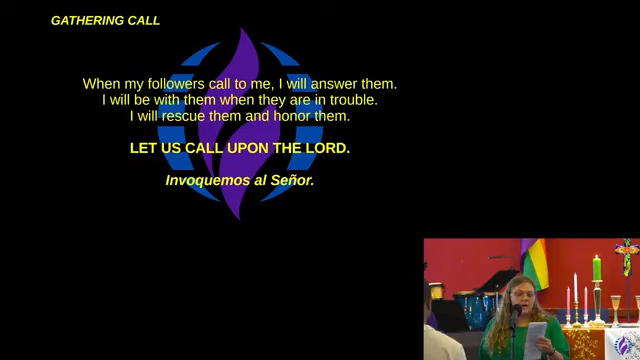 GATHERING CALL
When my followers call to me, I will answer them.
I will be with them when they are in trouble.
I will rescue them and honor them.
LET US CALL UPON THE LORD.
Invoquemos al Señor.